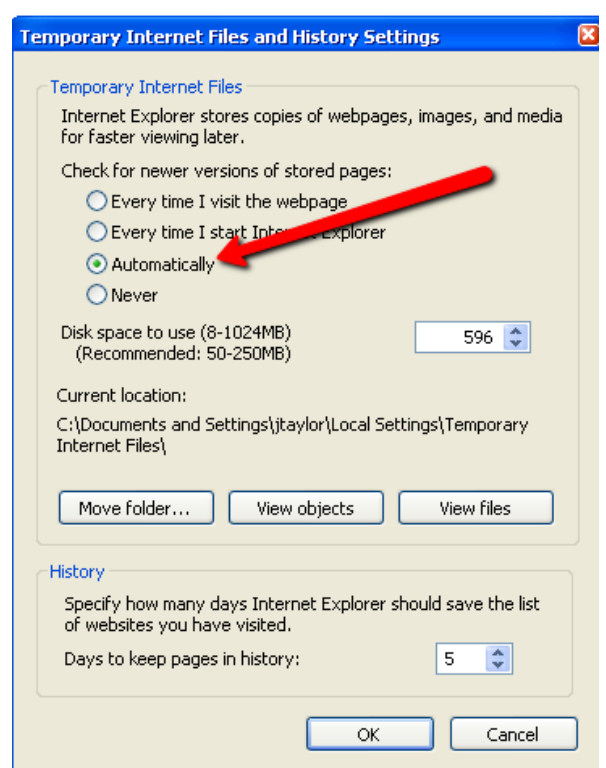 Temporary Internet Files and History Settings
Temporary Internet Files
Internet Explorer stores copies of webpages, images, and media
for faster viewing later.
Check for newer versions of stored pages:
Every time I visit the webpage
Every time I start Internet Explorer
Automatically
Never
Disk space to use (8-1024MB)
(Recommended: 50-250MB)
596
Current location:
C:\Documents and Settings\jtaylor\Local Settings\Temporary
Internet Files\
Move folder... View objects View files
History
Specify how many days Internet Explorer should save the list
of websites you have visited.
Days to keep pages in history: 5
OK Cancel